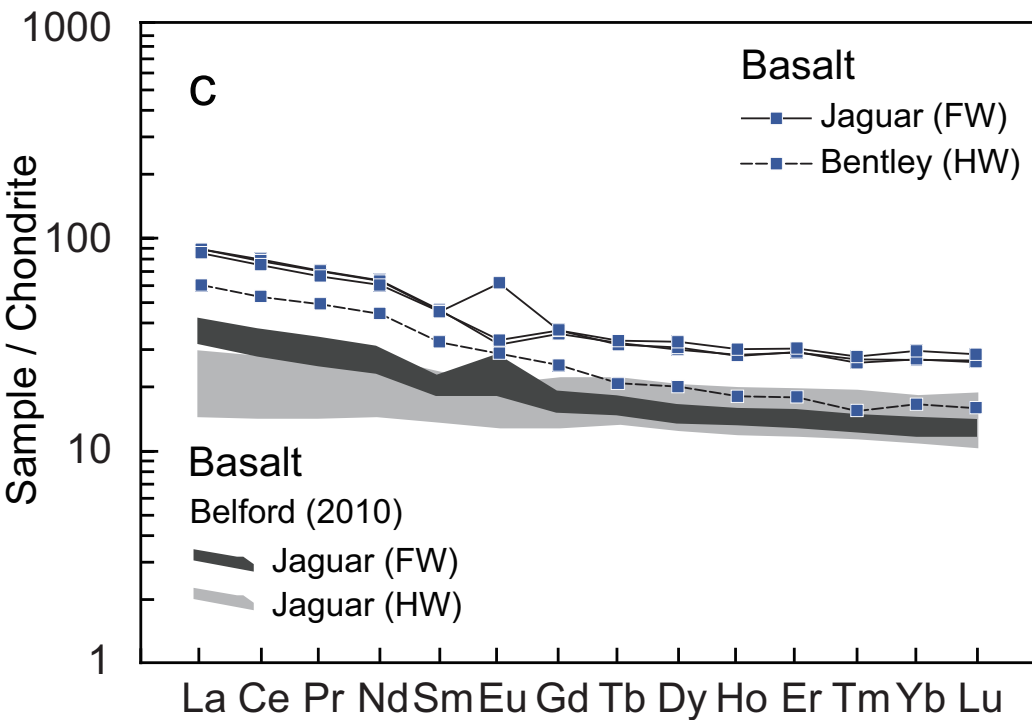 Sample / Chondrite
1000
100
10
1
C
Basalt
Jaguar (FW)
Bentley (HW)
Basalt
Belford (2010)
Jaguar (FW)
Jaguar (HW)
La Ce Pr Nd Sm Eu Gd Tb Dy Ho Er Tm Yb Lu